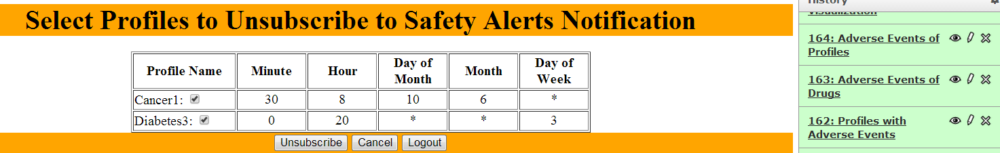 Select Profiles to Unsubscribe to Safety Alerts Notification
Profile Name Minute Hour Day of Month Month Day of Week
Cancer1: 30 8 10 6 *
Diabetes3: 0 20 * * 3
Unsubscribe Cancel Logout
History
Visualization
164: Adverse Events of
Profiles
163: Adverse Events of
Drugs
162: Profiles with
Adverse Events